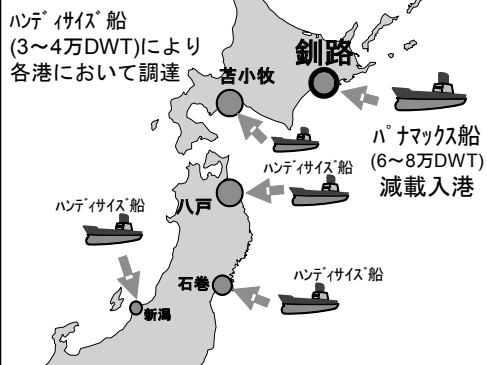 ハンディサイズ船
(3～4万DWT)により
各港において調達
釧路
苫小牧
パナマックス船
(6～8万DWT)
減載入港
ハンディサイズ船
八戸
ハンディサイズ船
石巻
ハンディサイズ船
新潟